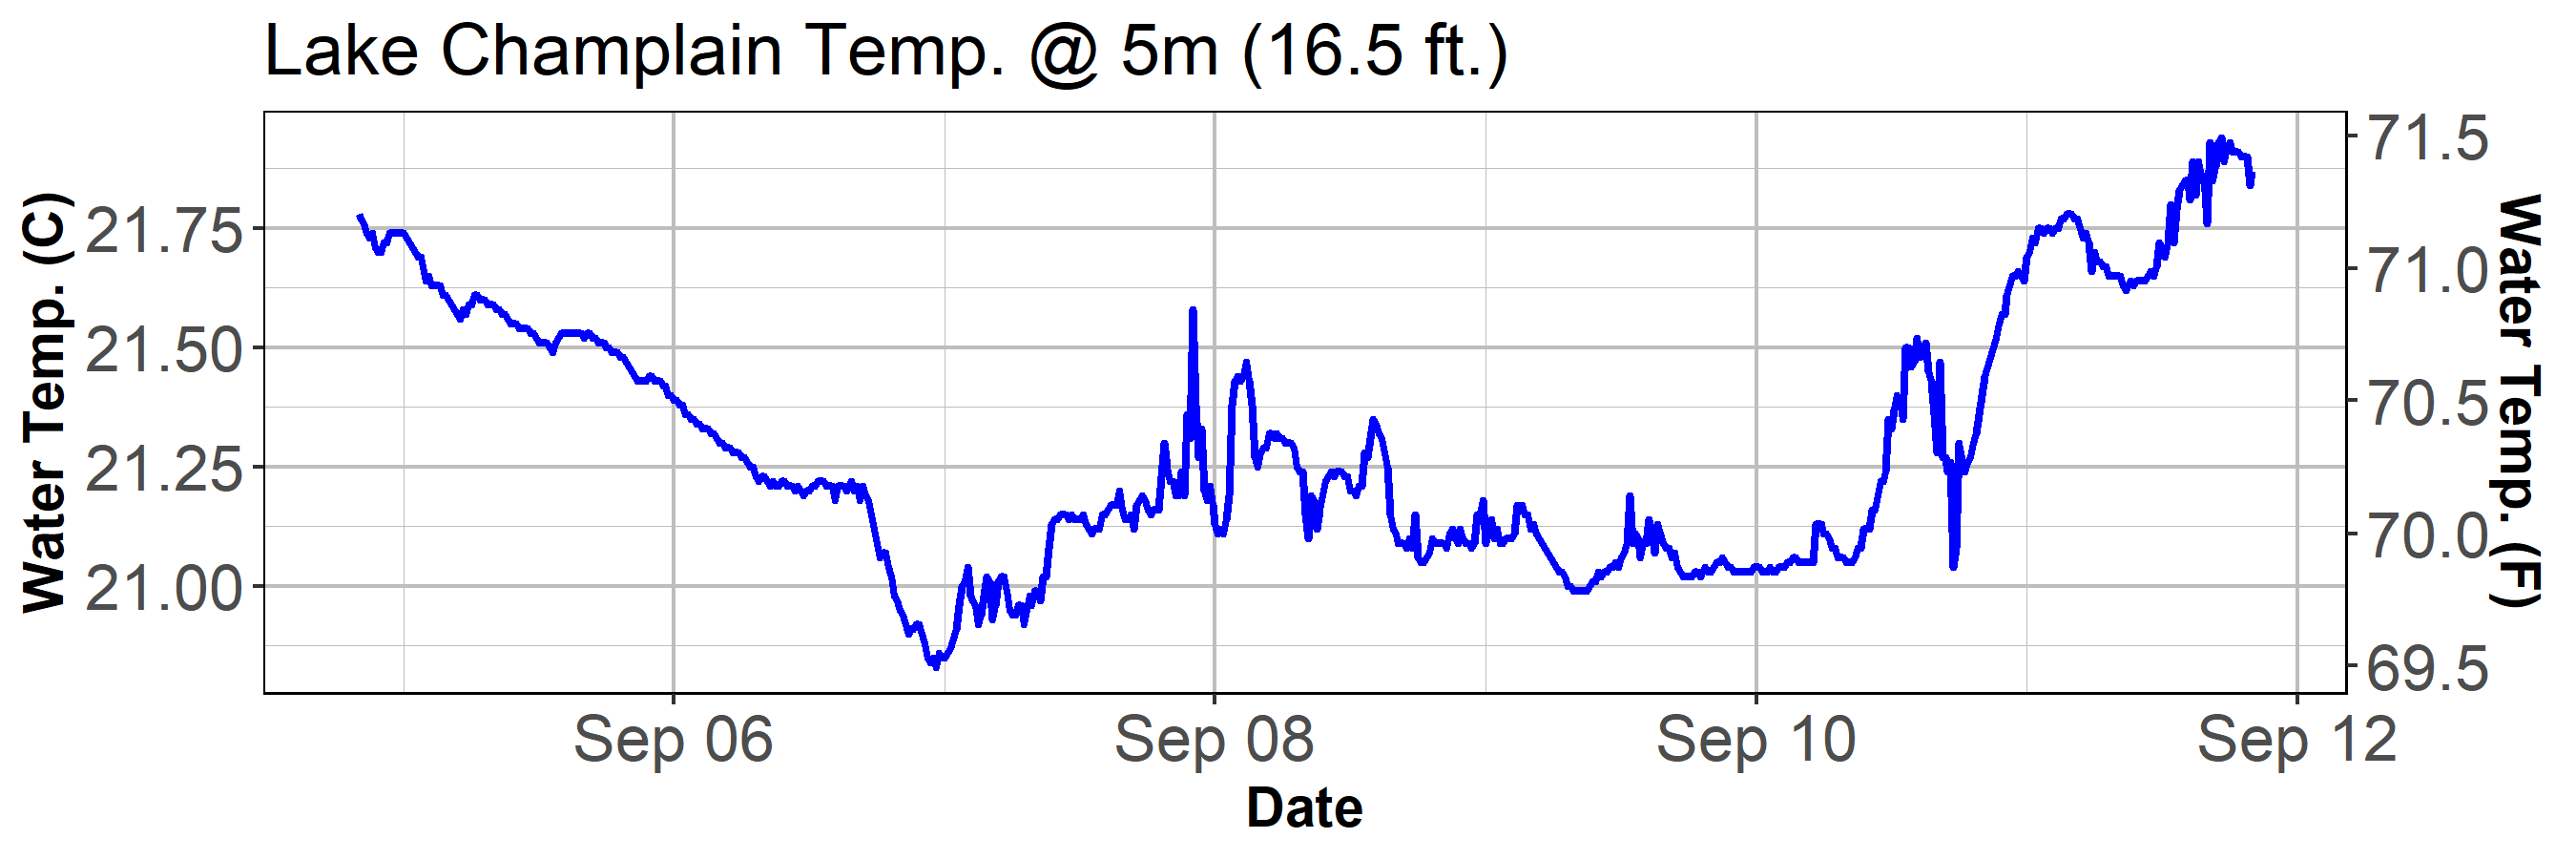 Lake Champlain Temp. @ 5m (16.5 ft.)
Water Temp. (C)
21.75
21.50
21.25
21.00
71.5
71.0
70.5
70.0
69.5
Water Temp. (F)
Sep 06 Sep 08 Sep 10 Sep 12
Date